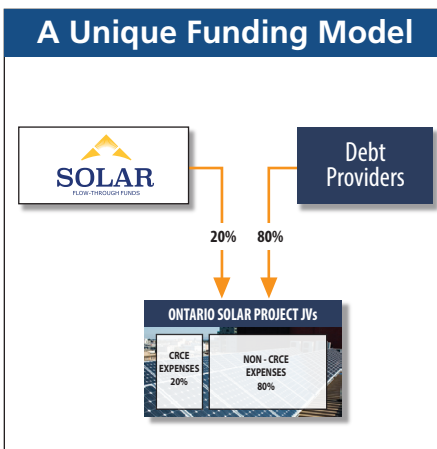 A Unique Funding Model
SOLAR
FLOW-THROUGH FUNDS
Debt
Providers
20%
80%
ONTARIO SOLAR PROJECT JVs
CRCE
EXPENSES
20%
NON - CRCE
EXPENSES
80%